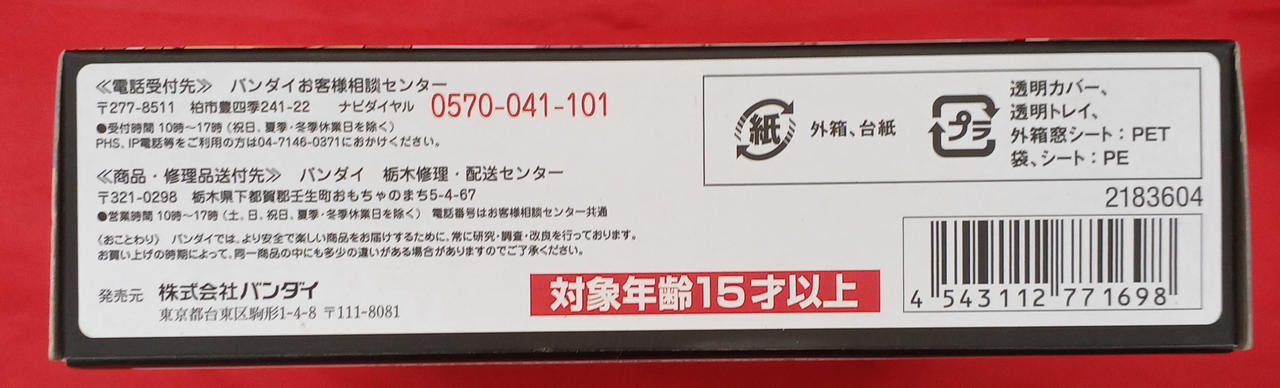 ≪電話受付先≫ バンダイお客様相談センター
〒277-8511 柏市豊四季241-22 ナビダイヤル 0570-041-101
●受付時間 10時〜17時（祝日、夏季・冬季休業日を除く）
PHS、IP電話等をご利用の方は04-7146-0371におかけください。
≪商品・修理品送付先≫ バンダイ 栃木修理・配送センター
〒321-0298 栃木県下都賀郡壬生町おもちゃのまち5-4-67
●営業時間 10時〜17時（土、日、祝日、夏季・冬季休業日を除く） 電話番号はお客様相談センター共通
〈おことわり〉 バンダイでは、より安全で楽しい商品をお届けするために、常に研究・調査・改良を行っております。
お買い上げの時期によって、同一商品の中にも多少の違いがある場合がありますのでご了承ください。
発売元 株式会社バンダイ
東京都台東区駒形1-4-8 〒111-8081
対象年齢15才以上
紙
外箱、台紙
プラ
透明カバー、
透明トレイ、
外箱窓シート：PET
袋、シート：PE
2183604
4 543112 771698